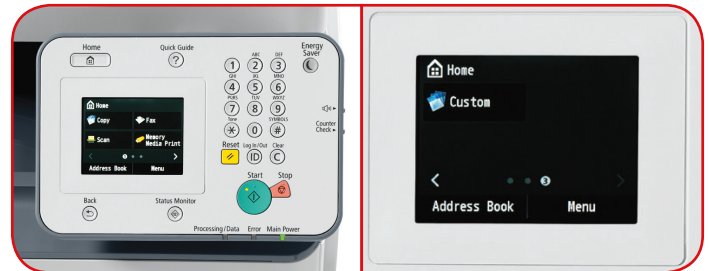 Home
Quick Guide
Energy
Saver
ABC DEF
1 2 3
GHI JKL MNO
4 5 6
PQRS TUV WXYZ
7 8 9
Tone SYMBOLS
0 #
Counter
Check
Reset Log In/Out Clear
ID C
Start Stop
Home
Copy Fax
Scan Memory
Media Print
Address Book Menu
Back
Status Monitor
Processing/Data Error Main Power
Home
Custom
3
Address Book Menu